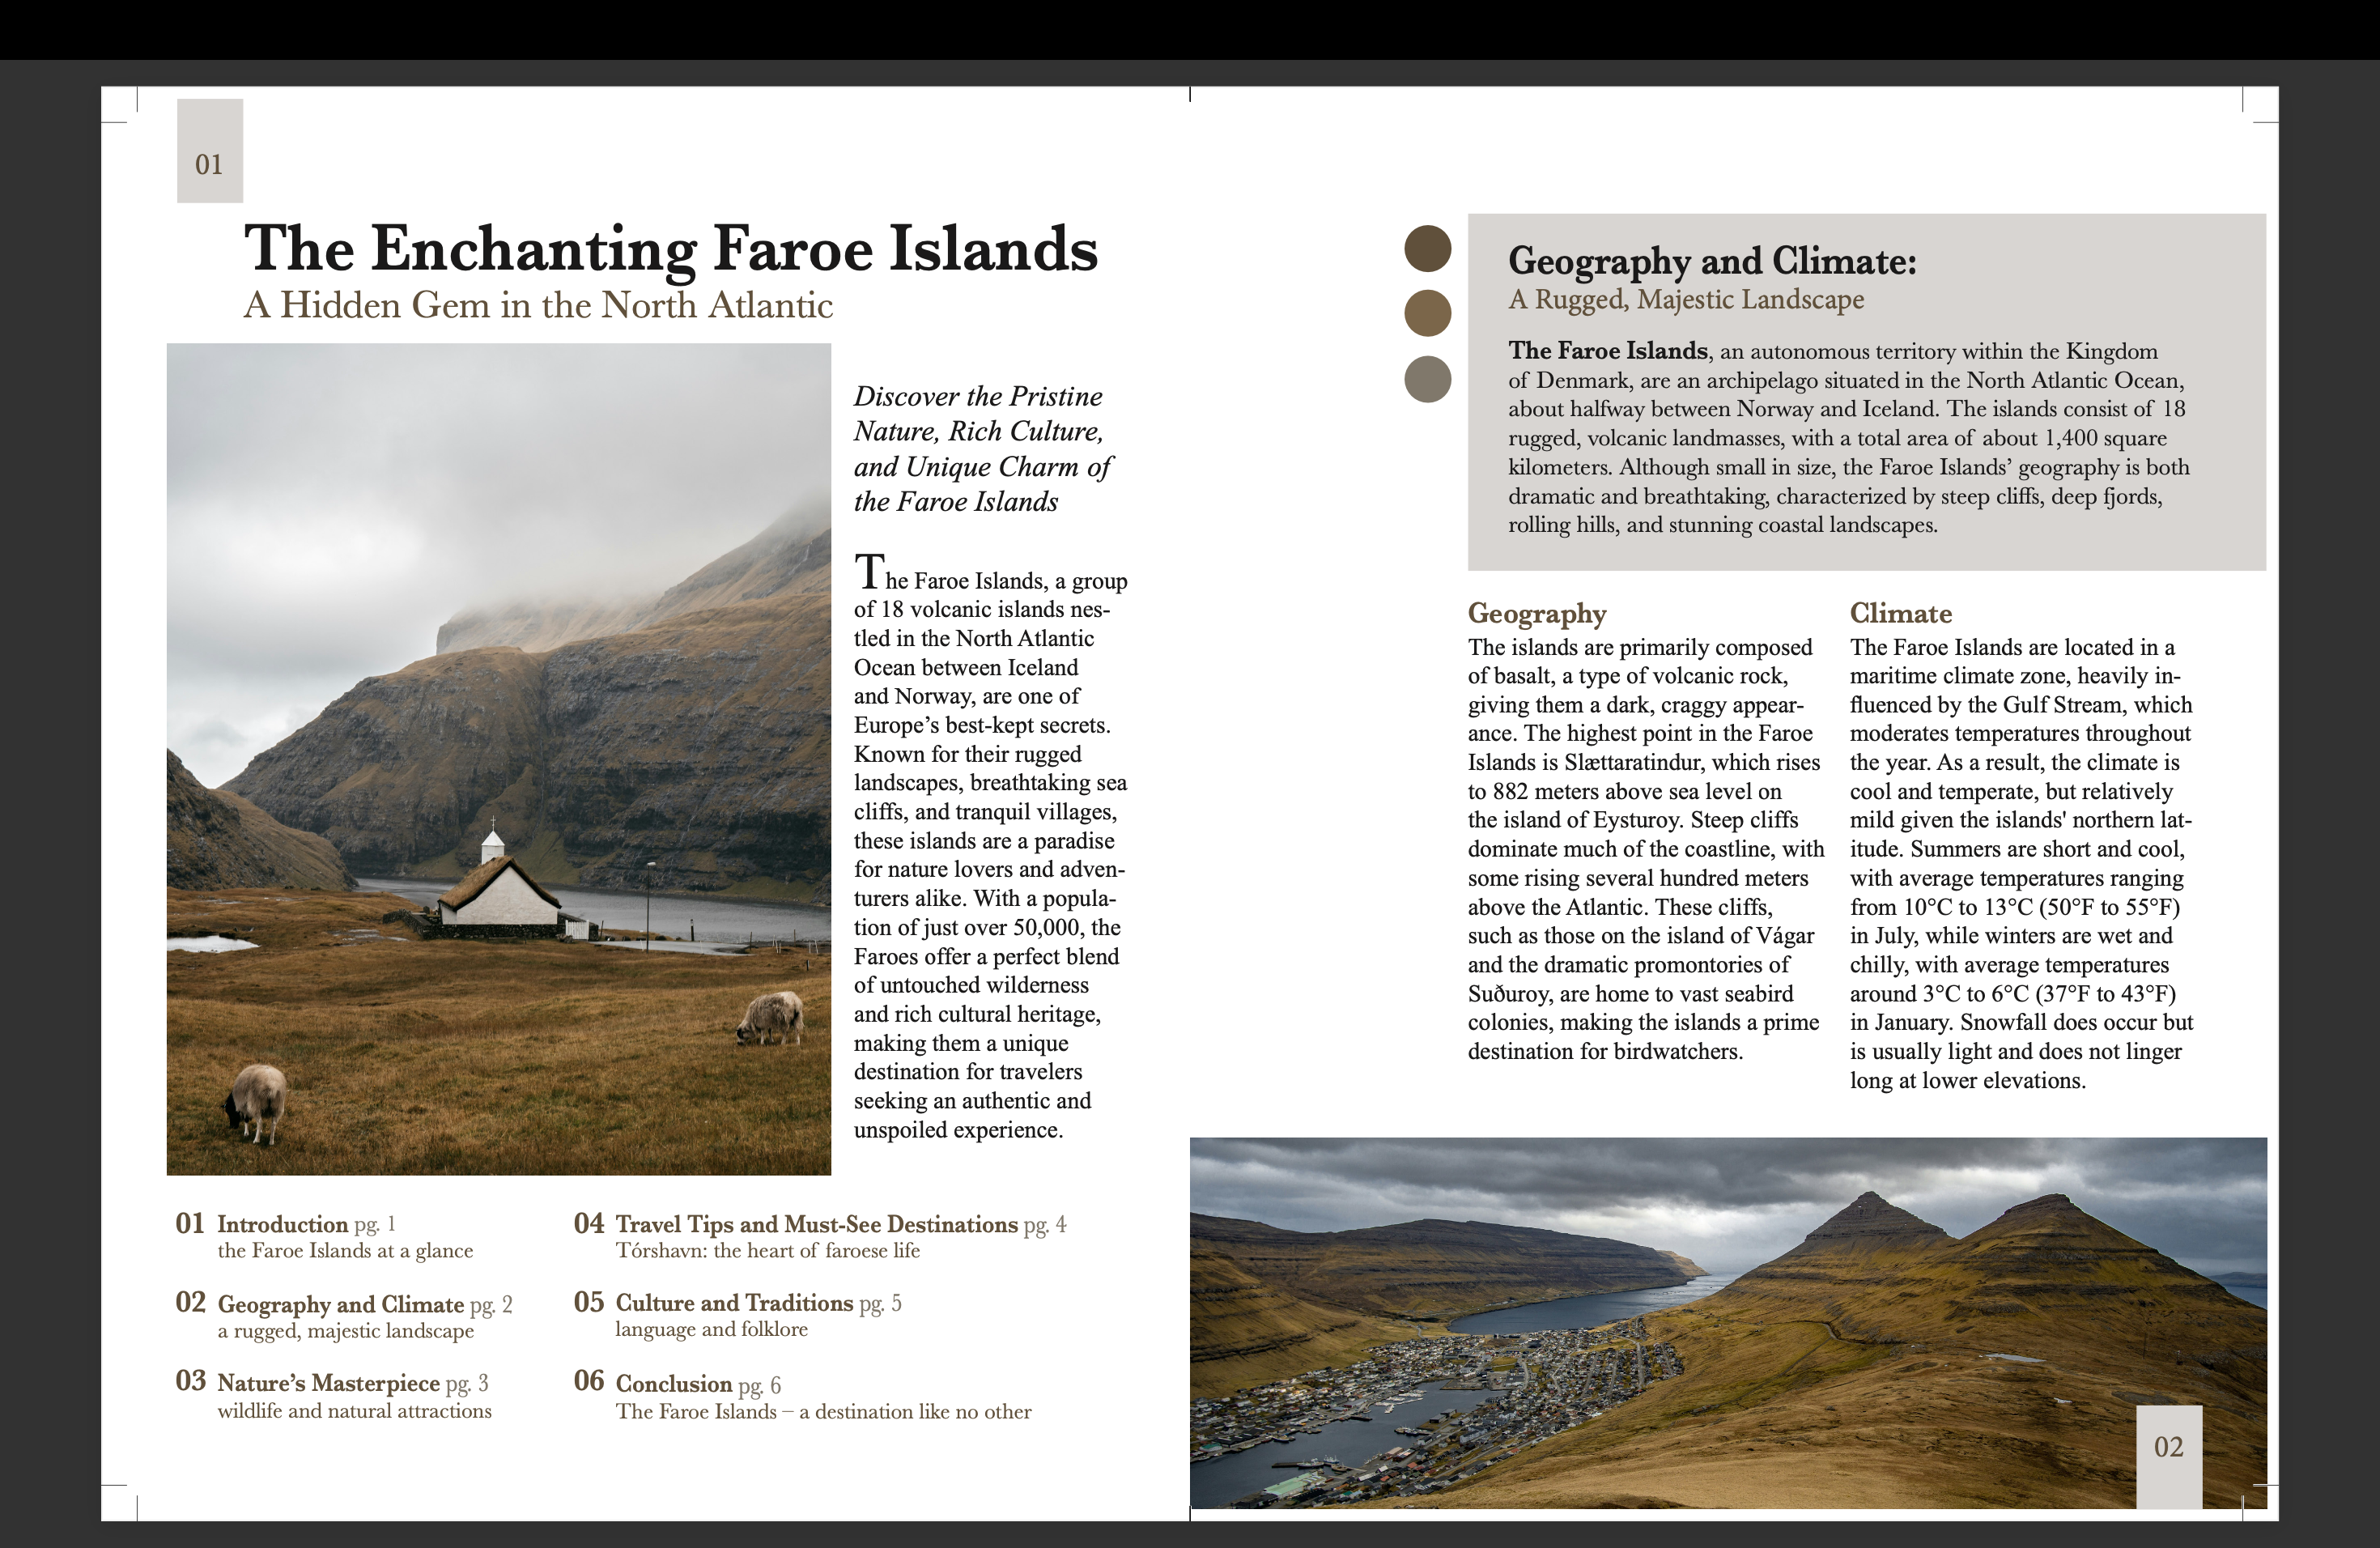 01
The Enchanting Faroe Islands
A Hidden Gem in the North Atlantic
Discover the Pristine
Nature, Rich Culture,
and Unique Charm of
the Faroe Islands
The Faroe Islands, a group
of 18 volcanic islands nes-
tled in the North Atlantic
Ocean between Iceland
and Norway, are one of
Europe’s best-kept secrets.
Known for their rugged
landscapes, breathtaking sea
cliffs, and tranquil villages,
these islands are a paradise
for nature lovers and adven-
turers alike. With a popula-
tion of just over 50,000, the
Faroes offer a perfect blend
of untouched wilderness
and rich cultural heritage,
making them a unique
destination for travelers
seeking an authentic and
unspoiled experience.
01 Introduction pg. 1
the Faroe Islands at a glance
02 Geography and Climate pg. 2
a rugged, majestic landscape
03 Nature’s Masterpiece pg. 3
wildlife and natural attractions
04 Travel Tips and Must-See Destinations pg. 4
Tórshavn: the heart of faroese life
05 Culture and Traditions pg. 5
language and folklore
06 Conclusion pg. 6
The Faroe Islands – a destination like no other
Geography and Climate:
A Rugged, Majestic Landscape
The Faroe Islands, an autonomous territory within the Kingdom
of Denmark, are an archipelago situated in the North Atlantic Ocean,
about halfway between Norway and Iceland. The islands consist of 18
rugged, volcanic landmasses, with a total area of about 1,400 square
kilometers. Although small in size, the Faroe Islands’ geography is both
dramatic and breathtaking, characterized by steep cliffs, deep fjords,
rolling hills, and stunning coastal landscapes.
Geography
The islands are primarily composed
of basalt, a type of volcanic rock,
giving them a dark, craggy appear-
ance. The highest point in the Faroe
Islands is Slættaratindur, which rises
to 882 meters above sea level on
the island of Eysturoy. Steep cliffs
dominate much of the coastline, with
some rising several hundred meters
above the Atlantic. These cliffs,
such as those on the island of Vágar
and the dramatic promontories of
Suðuroy, are home to vast seabird
colonies, making the islands a prime
destination for birdwatchers.
Climate
The Faroe Islands are located in a
maritime climate zone, heavily in-
fluenced by the Gulf Stream, which
moderates temperatures throughout
the year. As a result, the climate is
cool and temperate, but relatively
mild given the islands' northern lat-
itude. Summers are short and cool,
with average temperatures ranging
from 10°C to 13°C (50°F to 55°F)
in July, while winters are wet and
chilly, with average temperatures
around 3°C to 6°C (37°F to 43°F)
in January. Snowfall does occur but
is usually light and does not linger
long at lower elevations.
02